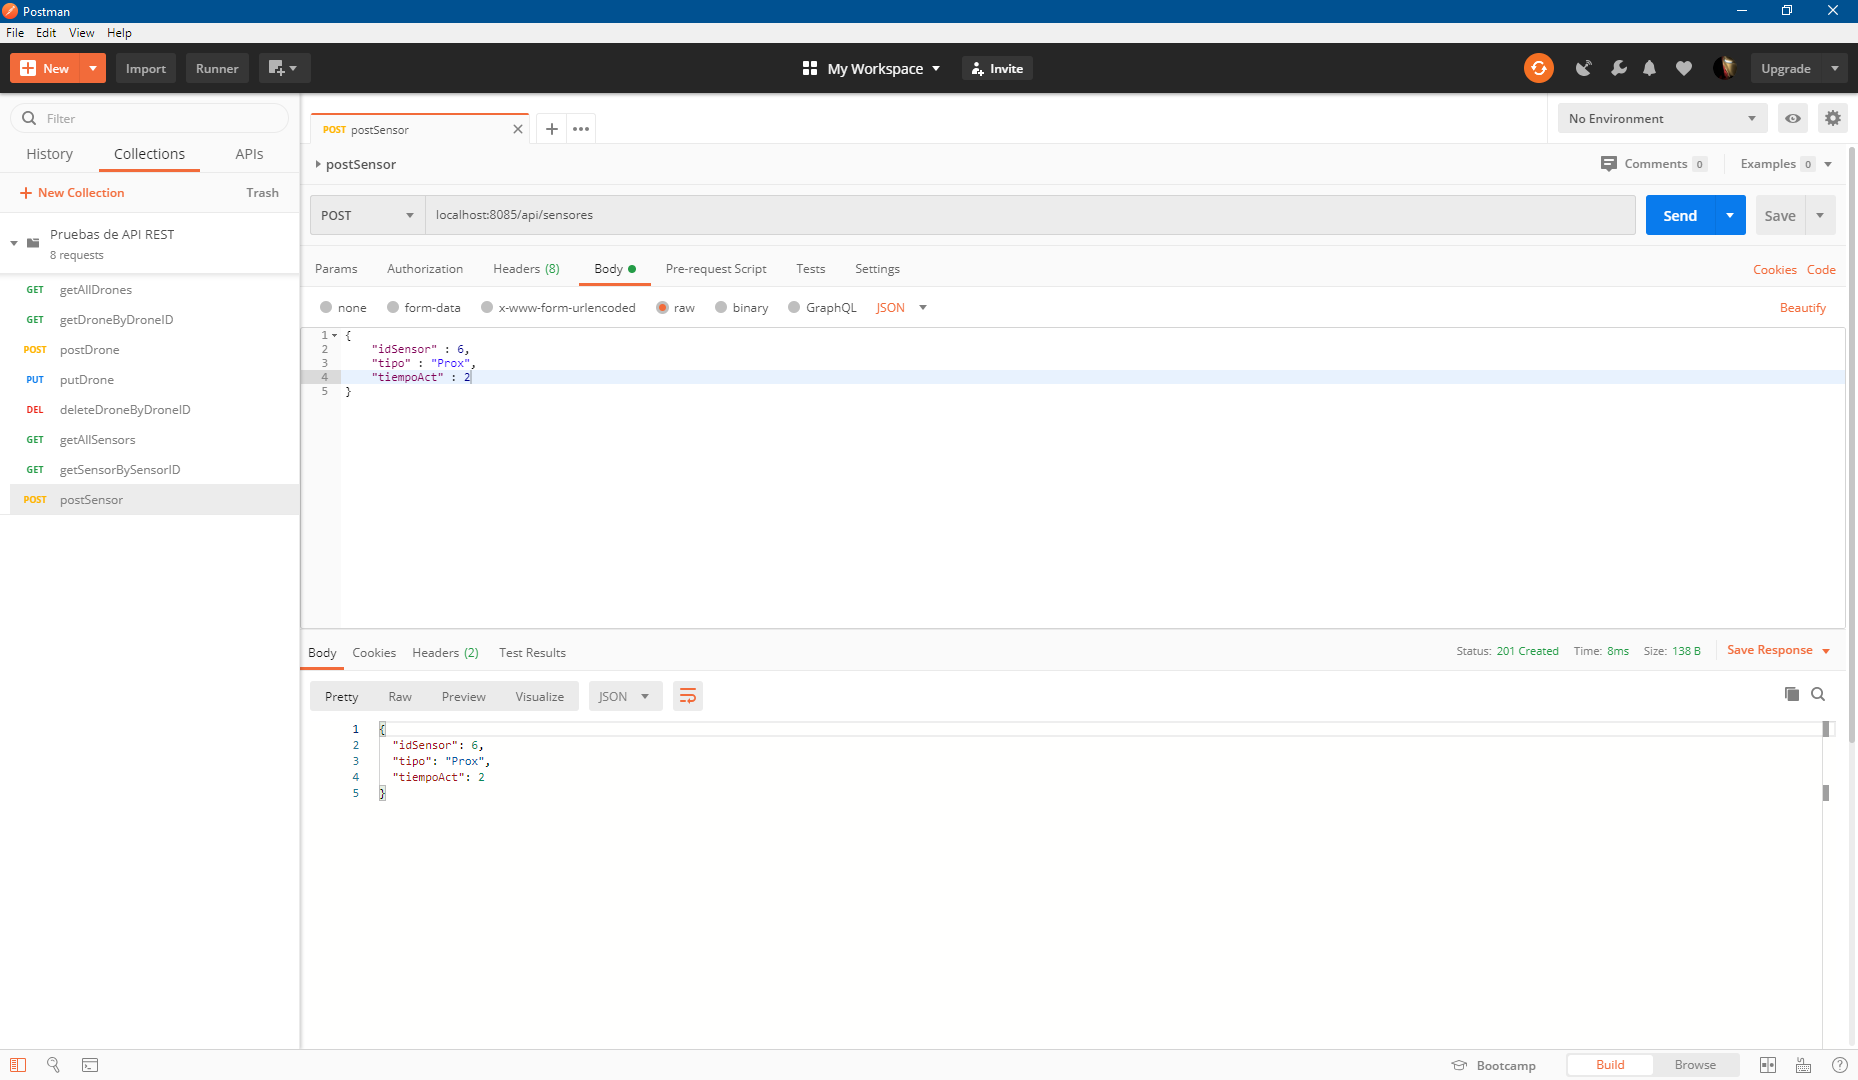 Postman
File Edit View Help
New Import Runner My Workspace Invite Upgrade
Filter
History Collections APIs
New Collection Trash
Pruebas de API REST
8 requests
GET getAllDrones
GET getDroneByDroneID
POST postDrone
PUT putDrone
DEL deleteDroneByDroneID
GET getAllSensors
GET getSensorBySensorID
POST postSensor
POST postSensor
No Environment
postSensor
Comments 0 Examples 0
POST localhost:8085/api/sensores Send Save
Params Authorization Headers (8) Body Pre-request Script Tests Settings Cookies Code
none form-data x-www-form-urlencoded raw binary GraphQL JSON Beautify
1 {
2 "idSensor" : 6,
3 "tipo" : "Prox",
4 "tiempoAct" : 2
5 }
Body Cookies Headers (2) Test Results Status: 201 Created Time: 8ms Size: 138 B Save Response
Pretty Raw Preview Visualize JSON
1 {
2 "idSensor": 6,
3 "tipo": "Prox",
4 "tiempoAct": 2
5 }
Bootcamp Build Browse